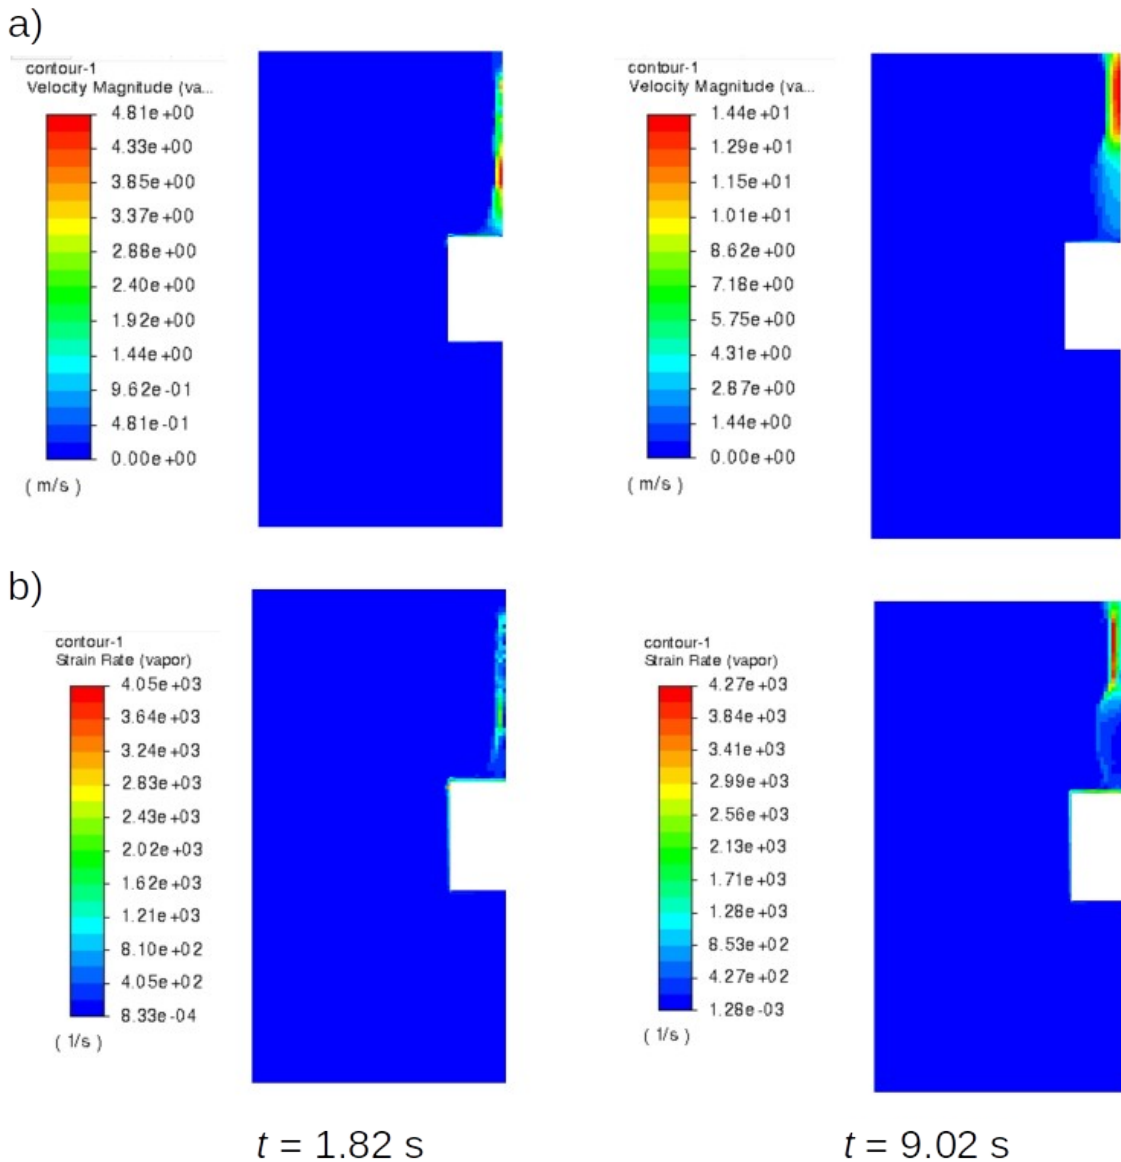 a)
contour-1
Velocity Magnitude (va...
4.81e+00
4.33e+00
3.85e+00
3.37e+00
2.88e+00
2.40e+00
1.92e+00
1.44e+00
9.62e-01
4.81e-01
0.00e+00
( m/s )
contour-1
Velocity Magnitude (va...
1.44e+01
1.29e+01
1.15e+01
1.01e+01
8.62e+00
7.18e+00
5.75e+00
4.31e+00
2.87e+00
1.44e+00
0.00e+00
( m/s )
b)
contour-1
Strain Rate (vapor)
4.05e+03
3.64e+03
3.24e+03
2.83e+03
2.43e+03
2.02e+03
1.62e+03
1.21e+03
8.10e+02
4.05e+02
8.33e-04
( 1/s )
contour-1
Strain Rate (vapor)
4.27e+03
3.84e+03
3.41e+03
2.99e+03
2.56e+03
2.13e+03
1.71e+03
1.28e+03
8.53e+02
4.27e+02
1.28e-03
( 1/s )
t = 1.82 s
t = 9.02 s